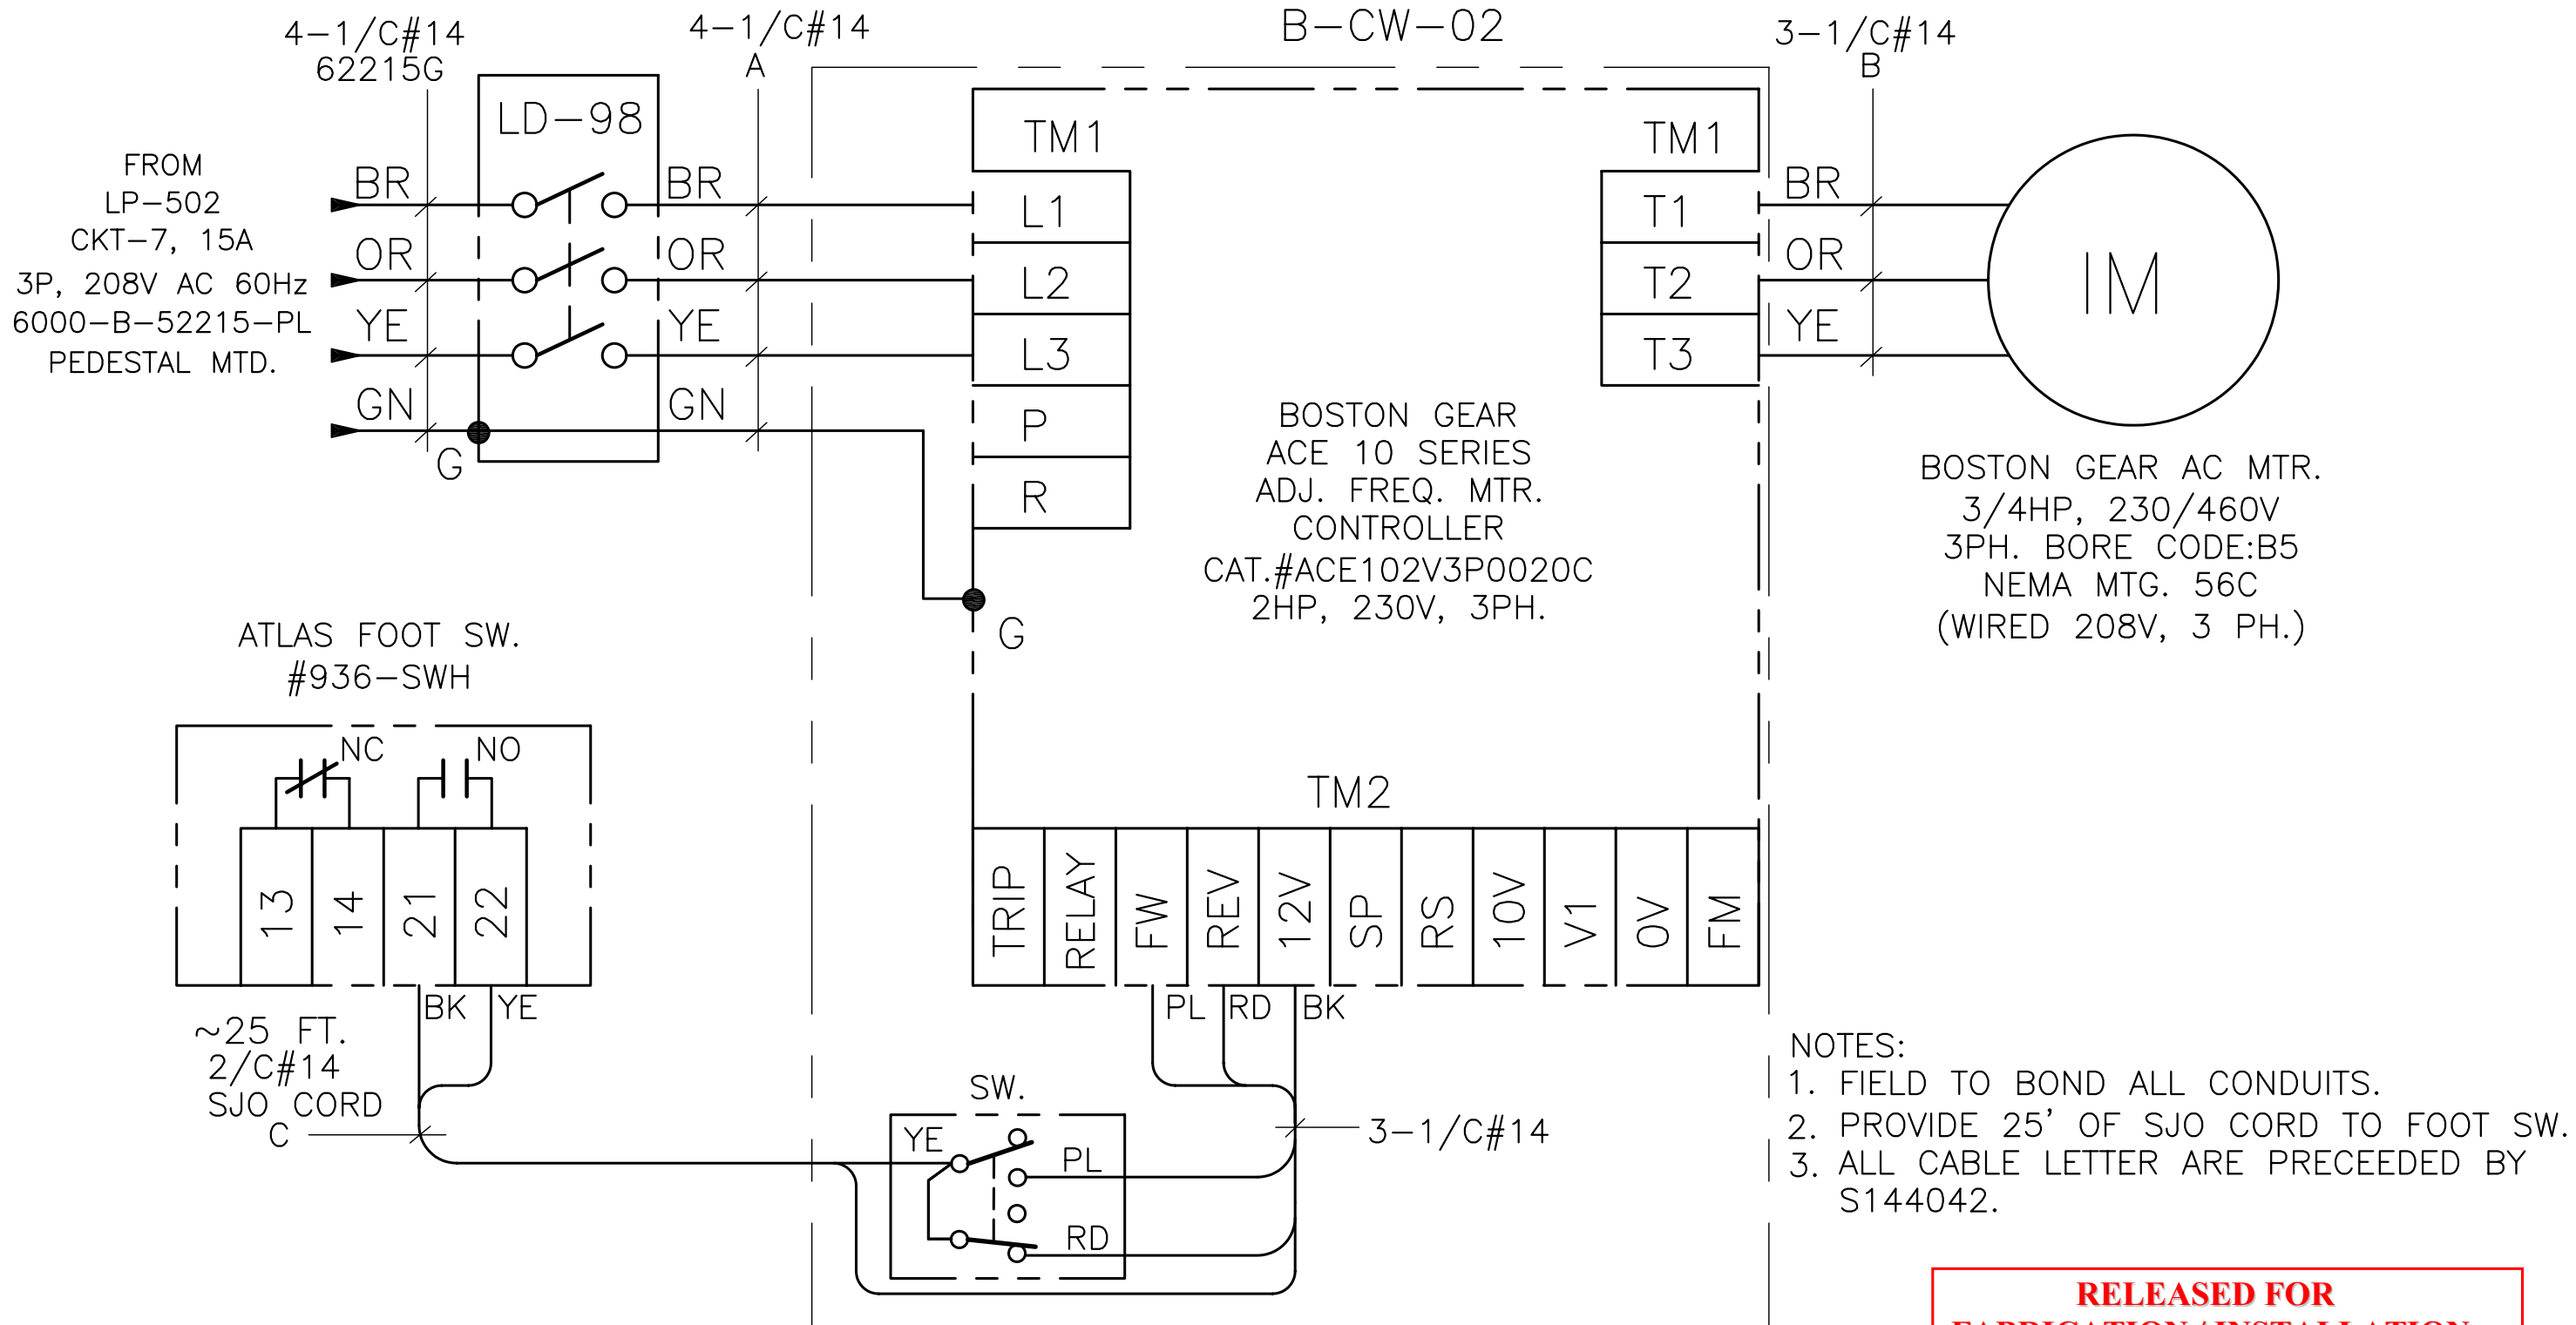 4-1/C#14
62215G
4-1/C#14
A
B-CW-02
3-1/C#14
B
LD-98
FROM
LP-502
CKT-7, 15A
3P, 208V AC 60Hz
6000-B-52215-PL
PEDESTAL MTD.
BR
OR
YE
GN
G
BR
OR
YE
GN
TM1
L1
L2
L3
P
R
G
TM1
T1
T2
T3
BR
OR
YE
IM
BOSTON GEAR
ACE 10 SERIES
ADJ. FREQ. MTR.
CONTROLLER
CAT.#ACE102V3P0020C
2HP, 230V, 3PH.
BOSTON GEAR AC MTR.
3/4HP, 230/460V
3PH. BORE CODE:B5
NEMA MTG. 56C
(WIRED 208V, 3 PH.)
ATLAS FOOT SW.
#936-SWH
NC
NO
13
14
21
22
BK
YE
~25 FT.
2/C#14
SJO CORD
C
TM2
TRIP
RELAY
FW
REV
12V
SP
RS
10V
V1
0V
FM
PL
RD
BK
SW.
YE
PL
RD
3-1/C#14
NOTES:
1. FIELD TO BOND ALL CONDUITS.
2. PROVIDE 25' OF SJO CORD TO FOOT SW.
3. ALL CABLE LETTER ARE PRECEEDED BY
S144042.
RELEASED FOR
FABRICATION / INSTALLATION